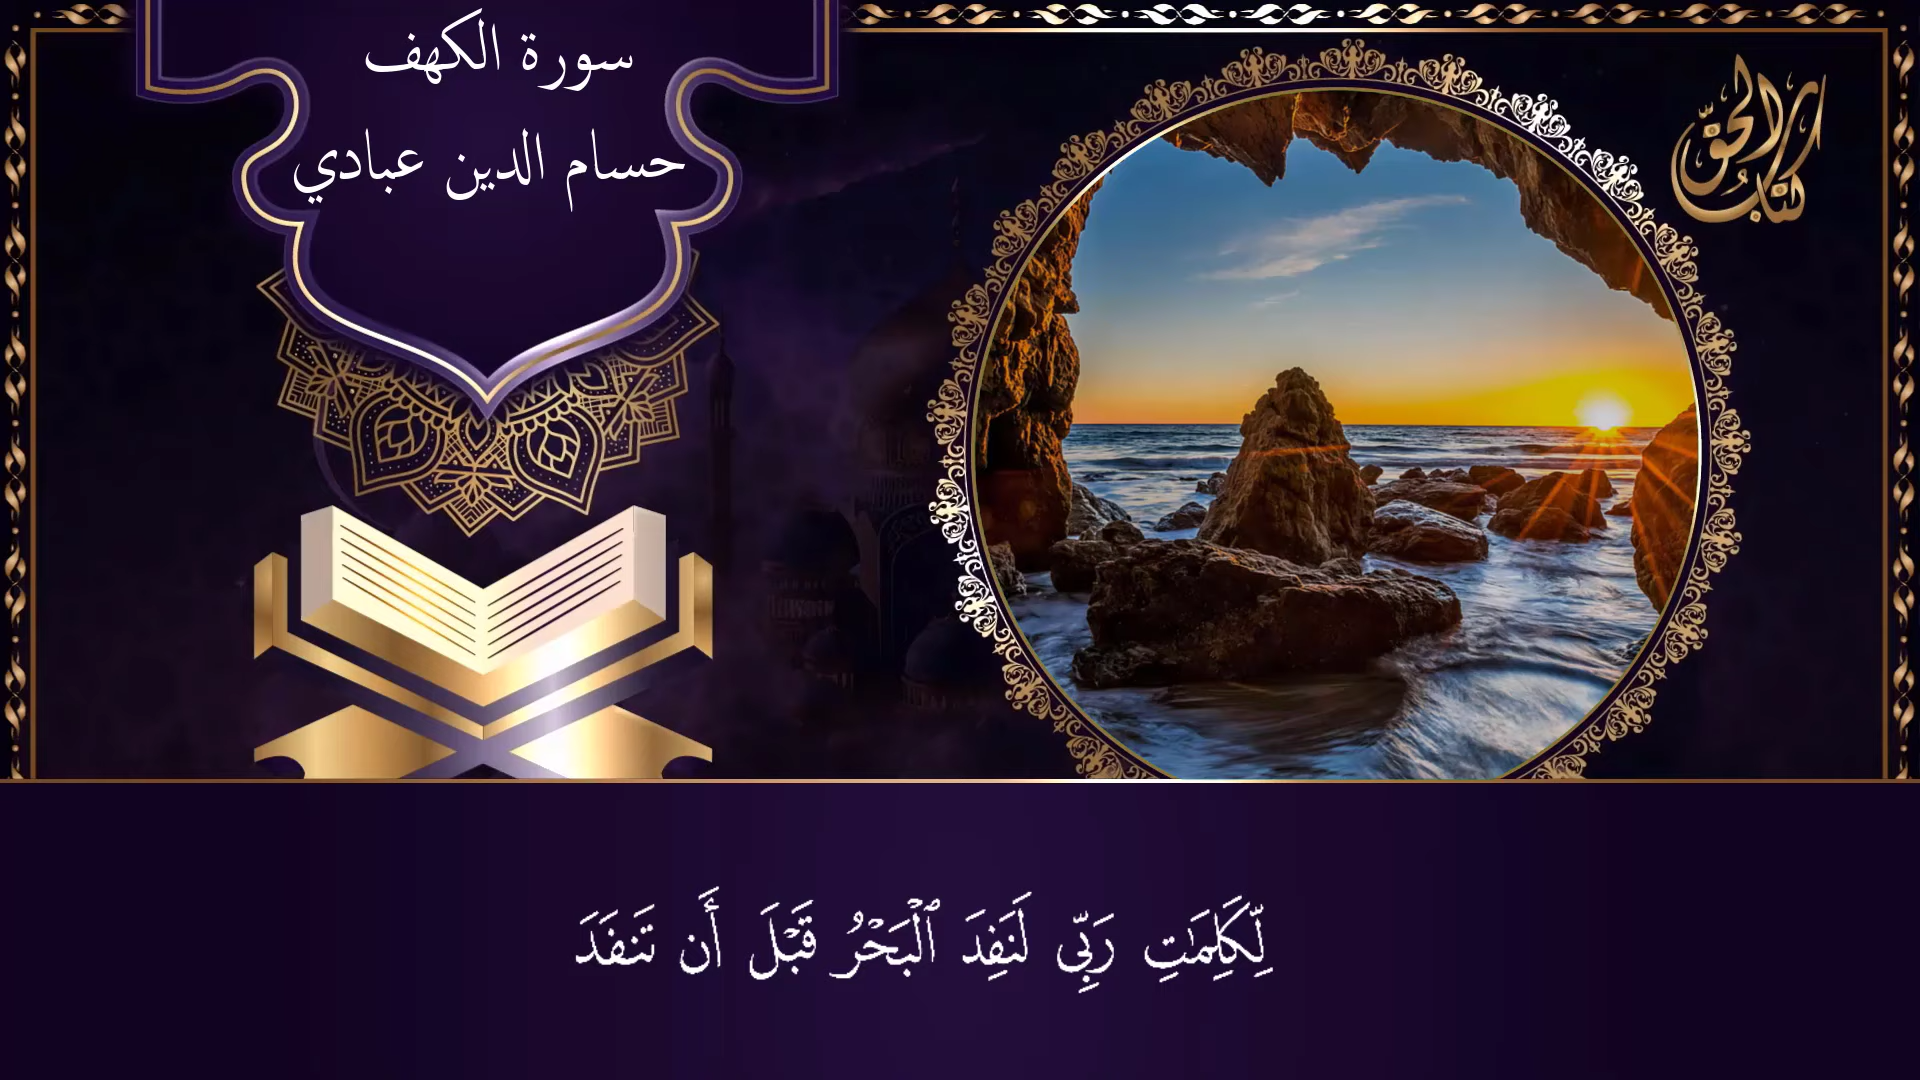 سورة الكهف
حسام الدين عبادي
كتاب الحق
لِّكَلِمَٰتِ رَبِّى لَنَفِدَ ٱلْبَحْرُ قَبْلَ أَن تَنفَدَ